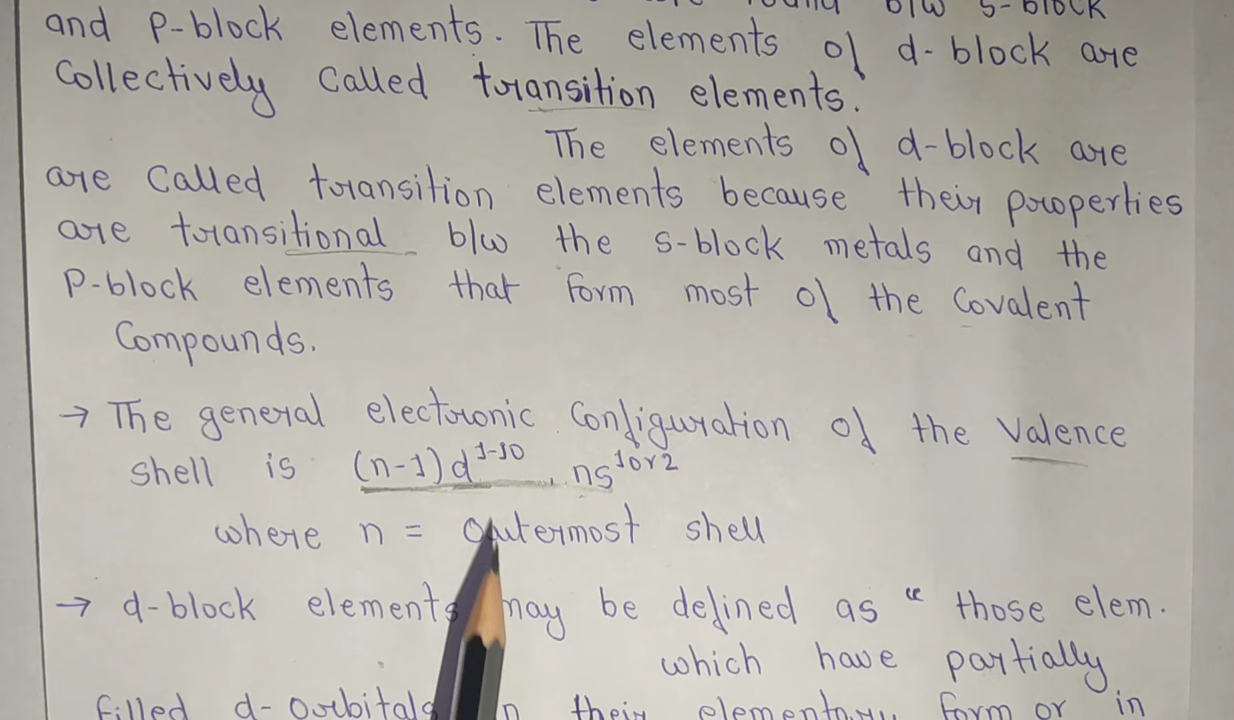 b/w s-block
and p-block elements. The elements of d-block are
Collectively Called transition elements.
The elements of d-block are
are Called transition elements because their properties
are transitional b/w the s-block metals and the
p-block elements that form most of the Covalent
Compounds.
→ The general electronic Configuration of the Valence
shell is (n-1)d¹⁻¹⁰ , ns¹ᵒʳ²
where n = Outermost shell
→ d-block elements may be defined as “ those elem.
which have partially
filled d-orbitals in their elementary form or in